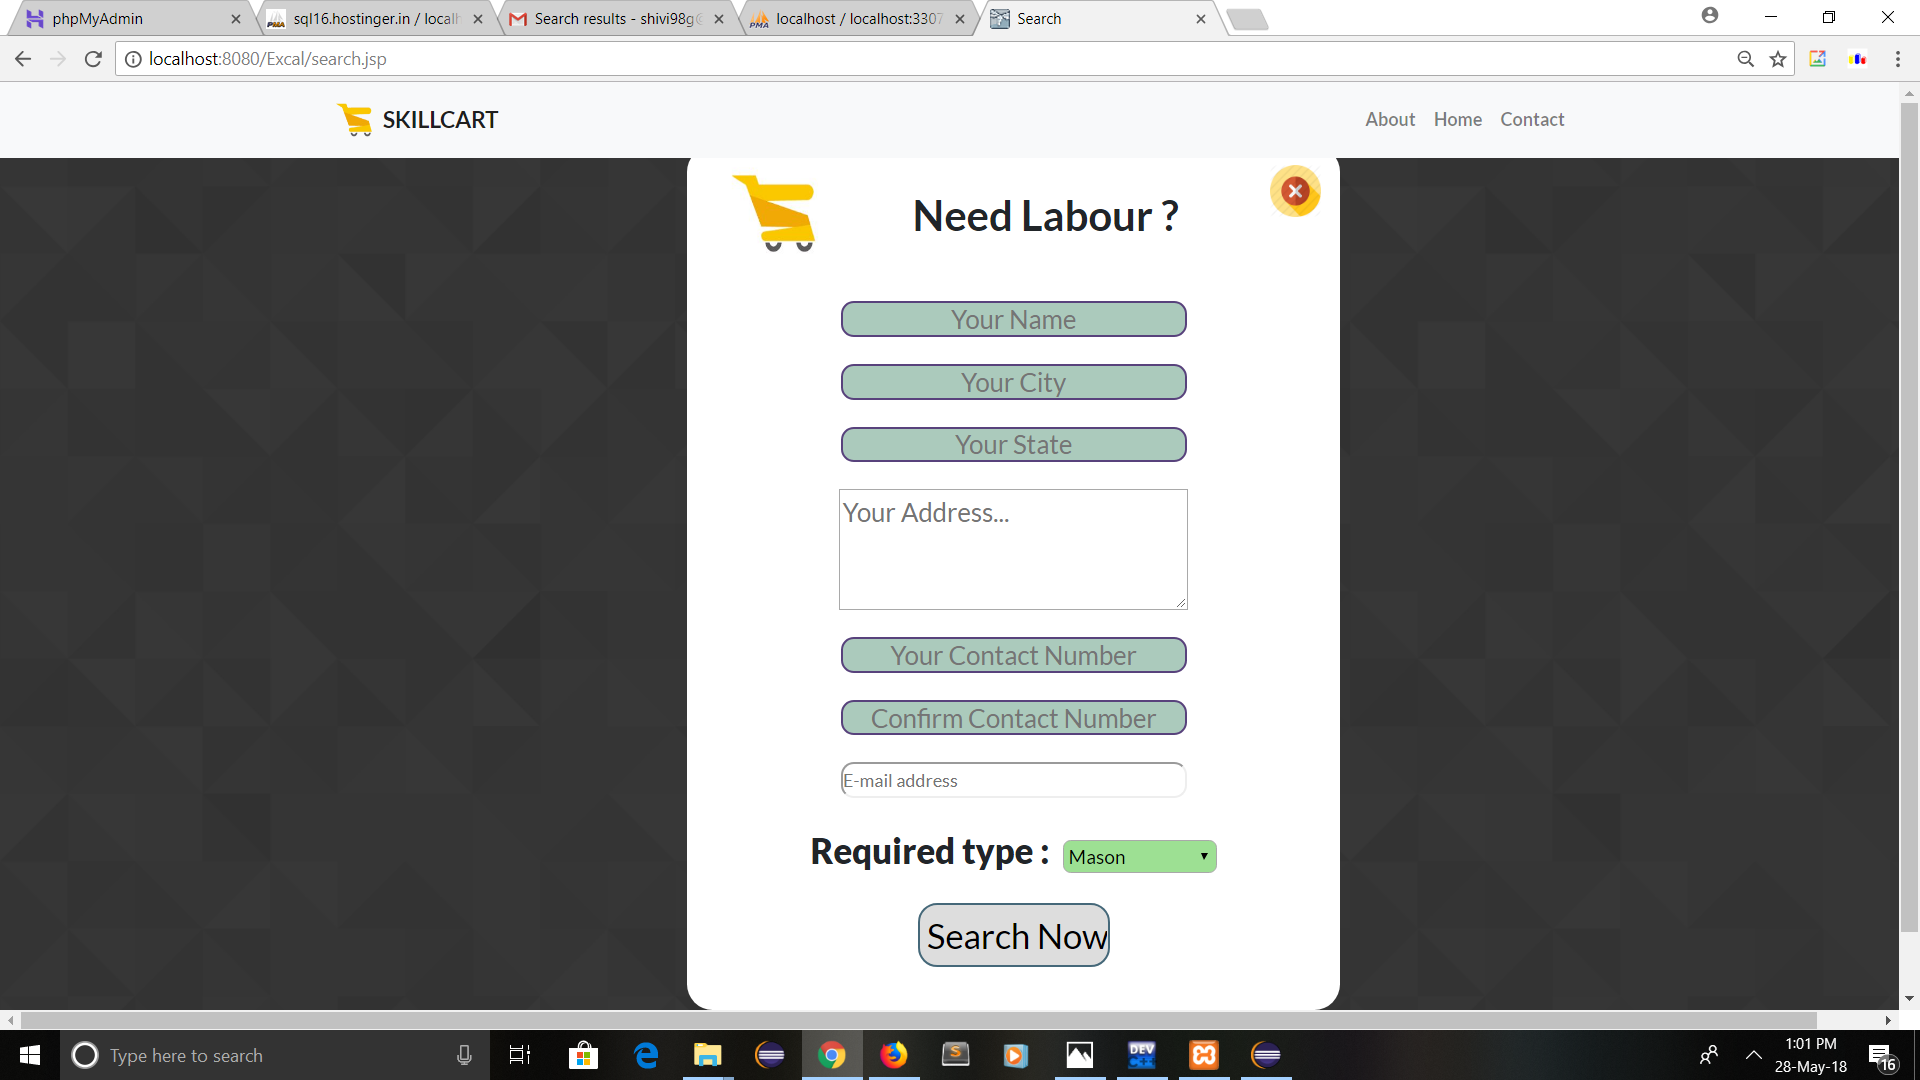 phpMyAdmin
sql16.hostinger.in / localh
Search results - shivi98g@
localhost / localhost:3307
Search
localhost:8080/Excal/search.jsp
SKILLCART
About Home Contact
Need Labour ?
Your Name
Your City
Your State
Your Address...
Your Contact Number
Confirm Contact Number
E-mail address
Required type : Mason
Search Now
Type here to search
DEV
C++
1:01 PM
28-May-18
16